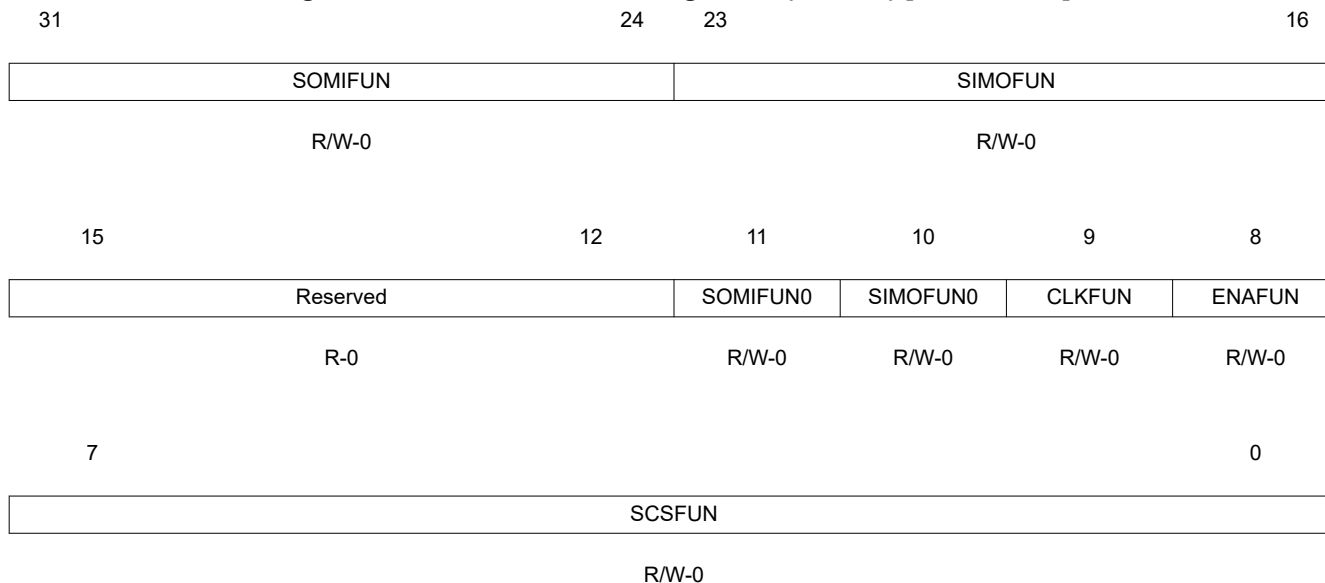 31 24 23 16
SOMIFUN SIMOFUN
R/W-0 R/W-0
15 12 11 10 9 8
Reserved SOMIFUN0 SIMOFUN0 CLKFUN ENAFUN
R-0 R/W-0 R/W-0 R/W-0 R/W-0
7 0
SCSFUN
R/W-0